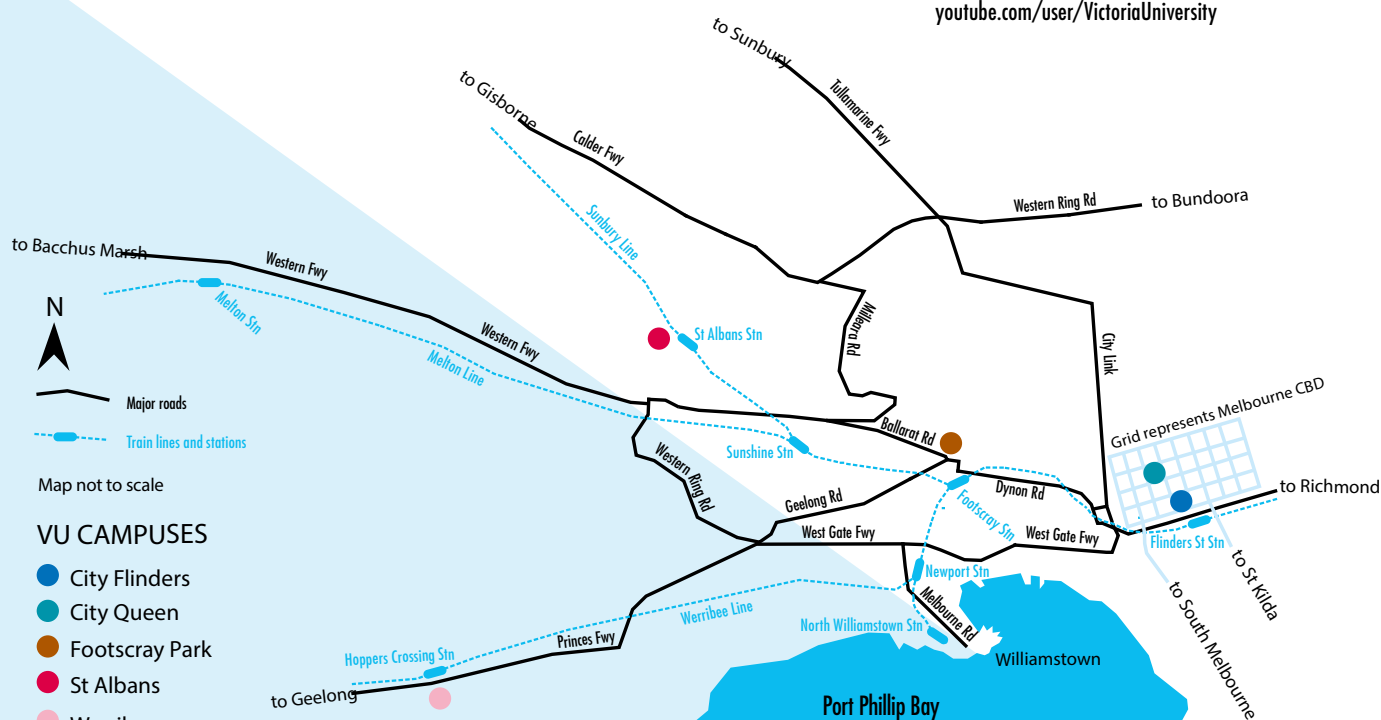 youtube.com/user/VictoriaUniversity
to Sunbury
to Gisborne
Tullamarine Fwy
Calder Fwy
Western Ring Rd
to Bundoora
Sunbury Line
to Bacchus Marsh
Western Fwy
Melton Stn
N
Western Fwy
Melton Line
St Albans Stn
Milleara Rd
City Link
Major roads
Train lines and stations
Map not to scale
Grid represents Melbourne CBD
Ballarat Rd
Sunshine Stn
Western Ring Rd
Geelong Rd
Dynon Rd
Footscray Stn
to Richmond
West Gate Fwy
West Gate Fwy
Flinders St Stn
to St Kilda
to South Melbourne
VU CAMPUSES
City Flinders
City Queen
Footscray Park
St Albans
Newport Stn
Melbourne Rd
Werribee Line
North Williamstown Stn
Williamstown
Princes Fwy
Hoppers Crossing Stn
to Geelong
Port Phillip Bay